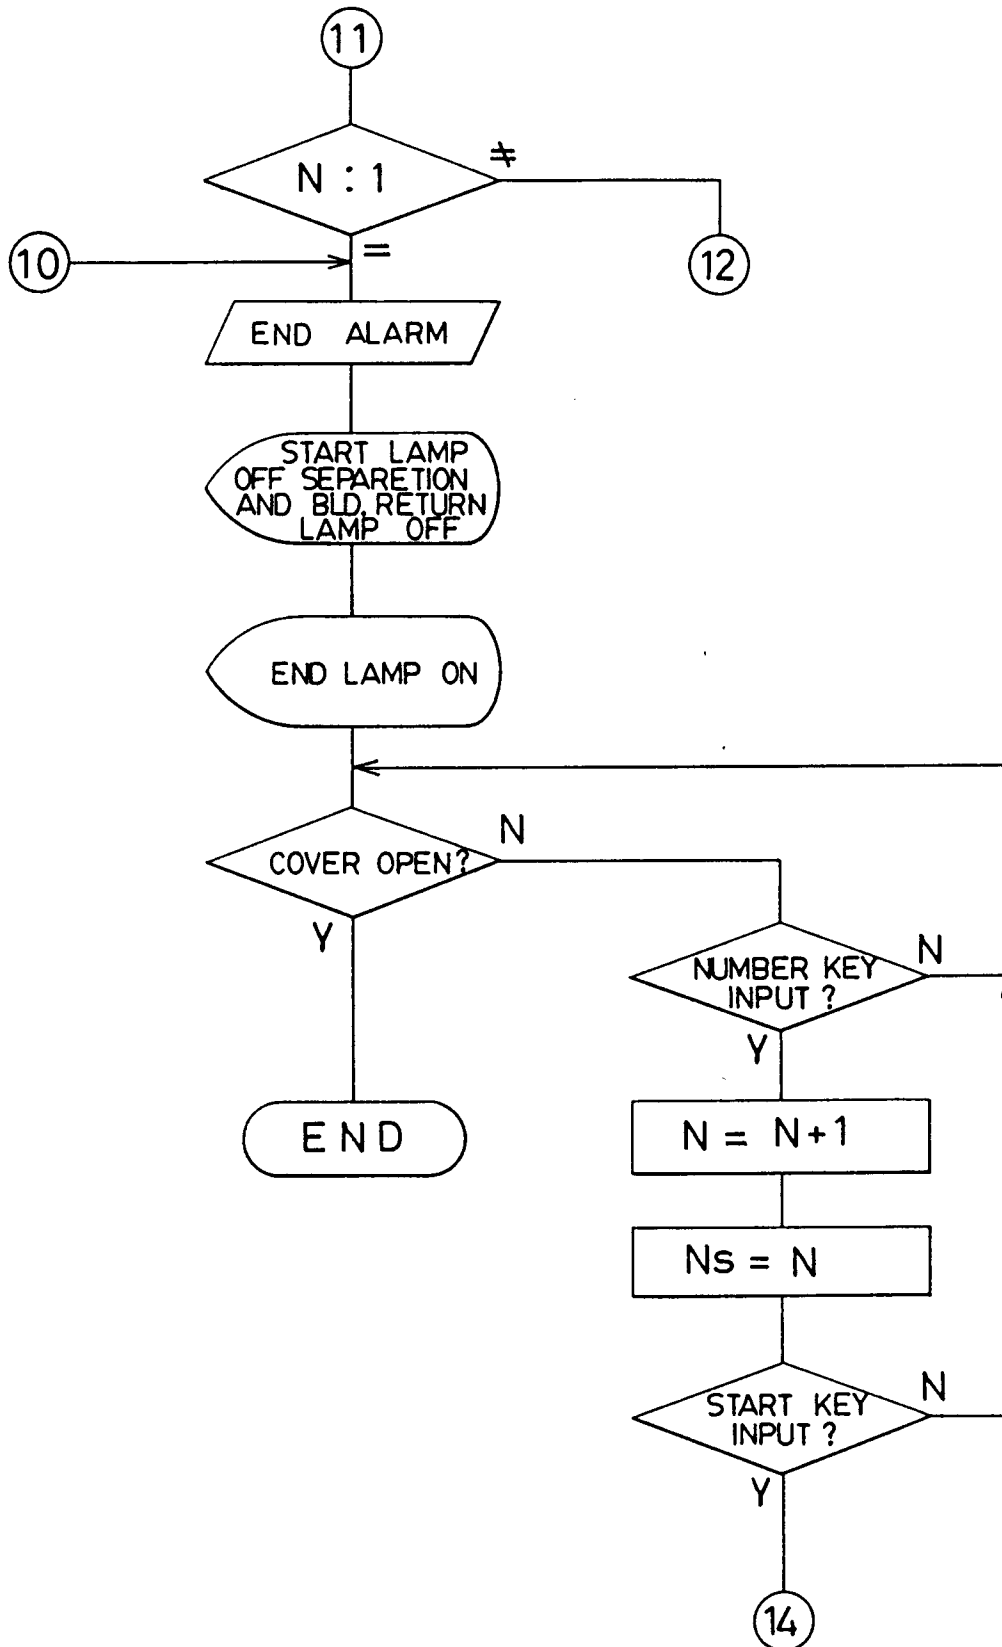 11
N : 1
≠
=
10
12
END ALARM
START LAMP
OFF SEPARETION
AND BLD. RETURN
LAMP OFF
END LAMP ON
COVER OPEN?
N
Y
NUMBER KEY
INPUT ?
N
Y
END
N = N+1
Ns = N
START KEY
INPUT ?
N
Y
14